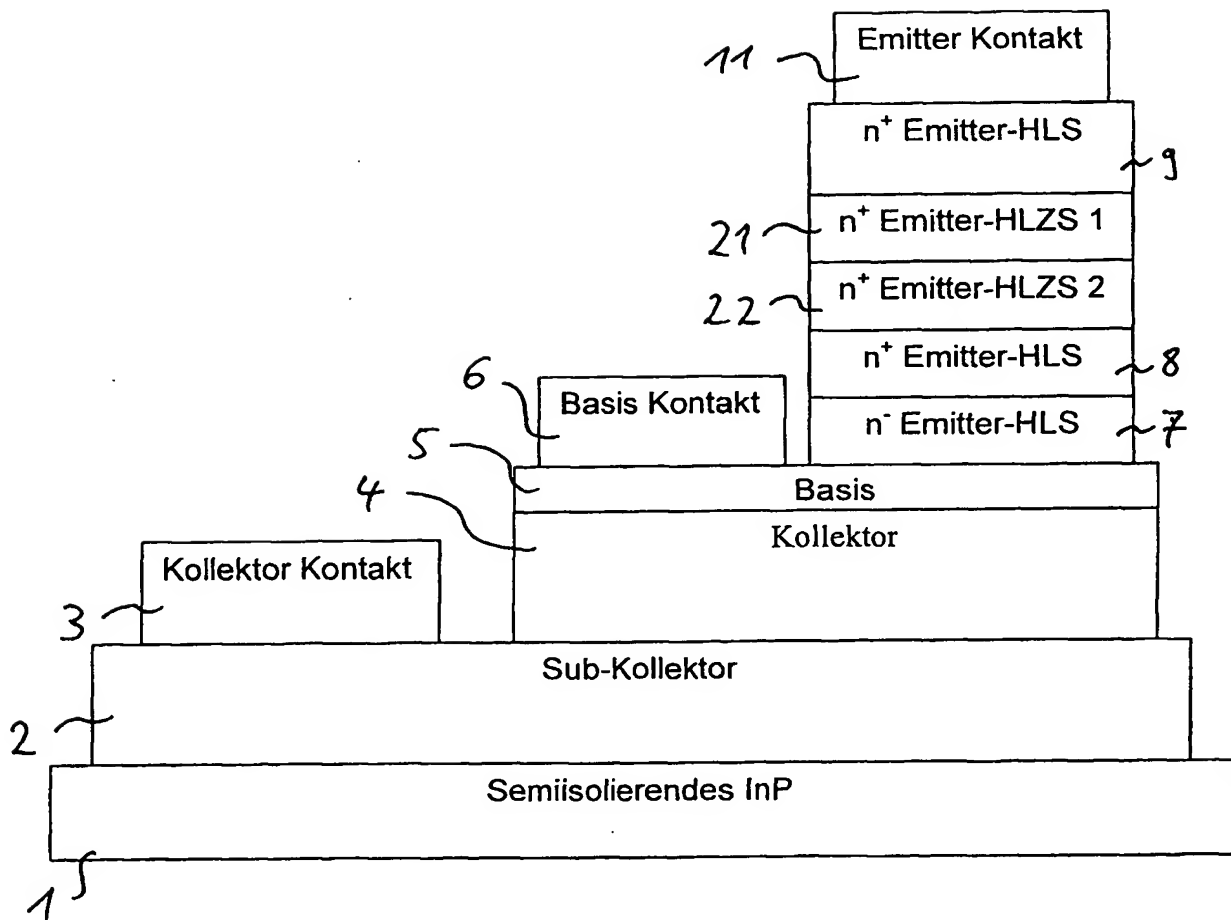 11
Emitter Kontakt
n⁺ Emitter-HLS
9
21
n⁺ Emitter-HLZS 1
22
n⁺ Emitter-HLZS 2
n⁺ Emitter-HLS
8
6
Basis Kontakt
n⁻ Emitter-HLS
7
5
Basis
4
Kollektor
Kollektor Kontakt
3
Sub-Kollektor
2
Semiisolierendes InP
1